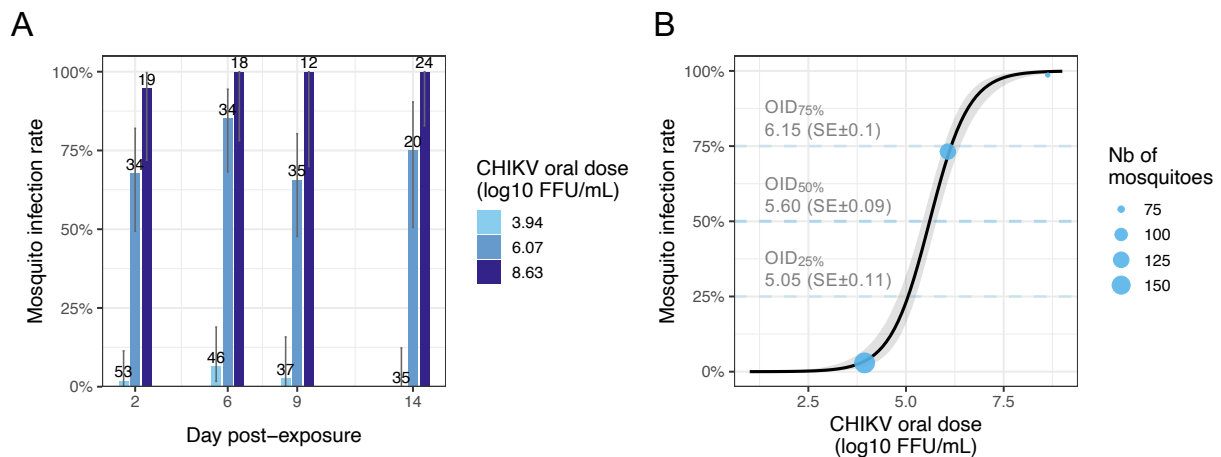 A
Mosquito infection rate
100%
75%
50%
25%
0%
19
18
12
24
34
34
35
20
53
46
37
35
2
6
9
14
Day post−exposure
CHIKV oral dose
(log10 FFU/mL)
3.94
6.07
8.63
B
Mosquito infection rate
100%
75%
50%
25%
0%
OID75%
6.15 (SE±0.1)
OID50%
5.60 (SE±0.09)
OID25%
5.05 (SE±0.11)
2.5
5.0
7.5
CHIKV oral dose
(log10 FFU/mL)
Nb of
mosquitoes
75
100
125
150